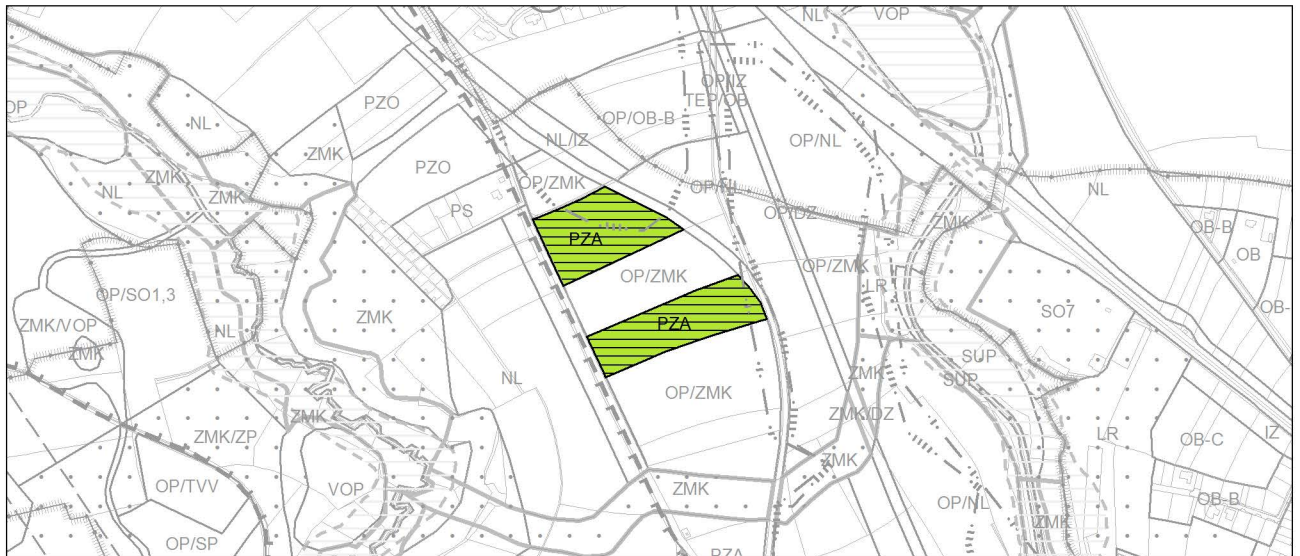 NL
VOP
OP
NL
PZO
OP/IZ
TEP/OB
OP/OB-B
OP/NL
ZMK
NL/IZ
ZMK
PZO
OP/ZMK
OP/NL
NL
NL
ZMK
PS
OP/DZ
ZMK
OB-B
OB
PZA
OP/ZMK
OP/ZMK
LR
OP/SO1,3
ZMK
OB-
ZMK/VOP
NL
PZA
SO7
ZMK
SUP
NL
SUP
OP/ZMK
ZMK
ZMK
ZMK/DZ
ZMK/ZP
LR
IZ
OB-C
ZMK
OP/TVV
VOP
ZMK
OP/NL
OB-B
ZMK
OP/SP
PZA